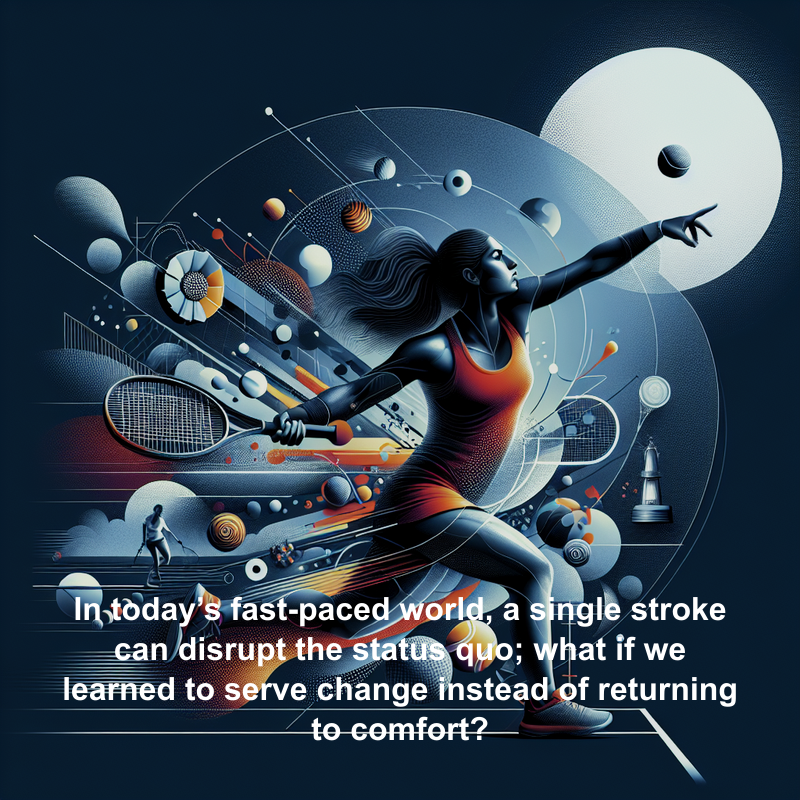 In today’s fast-paced world, a single stroke
can disrupt the status quo; what if we
learned to serve change instead of returning
to comfort?